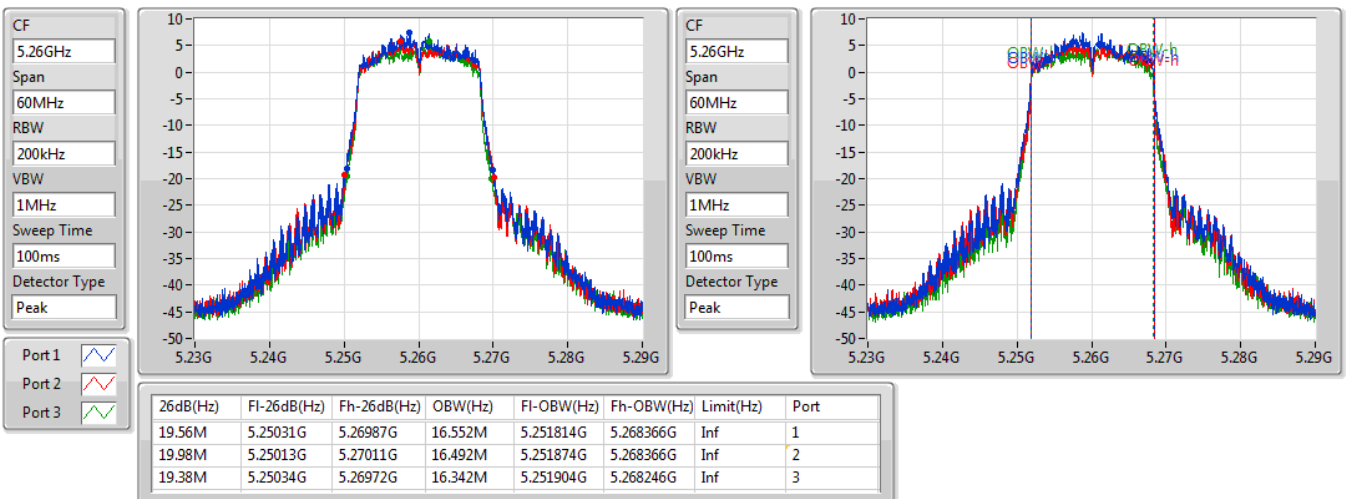 CF
5.26GHz
Span
60MHz
RBW
200kHz
VBW
1MHz
Sweep Time
100ms
Detector Type
Peak
Port 1
Port 2
Port 3
10
5
0
-5
-10
-15
-20
-25
-30
-35
-40
-45
-50
5.23G 5.24G 5.25G 5.26G 5.27G 5.28G 5.29G
CF
5.26GHz
Span
60MHz
RBW
200kHz
VBW
1MHz
Sweep Time
100ms
Detector Type
Peak
10
5
0
-5
-10
-15
-20
-25
-30
-35
-40
-45
-50
5.23G 5.24G 5.25G 5.26G 5.27G 5.28G 5.29G
OBW-h
26dB(Hz) Fl-26dB(Hz) Fh-26dB(Hz) OBW(Hz) Fl-OBW(Hz) Fh-OBW(Hz) Limit(Hz) Port
19.56M 5.25031G 5.26987G 16.552M 5.251814G 5.268366G Inf 1
19.98M 5.25013G 5.27011G 16.492M 5.251874G 5.268366G Inf 2
19.38M 5.25034G 5.26972G 16.342M 5.251904G 5.268246G Inf 3